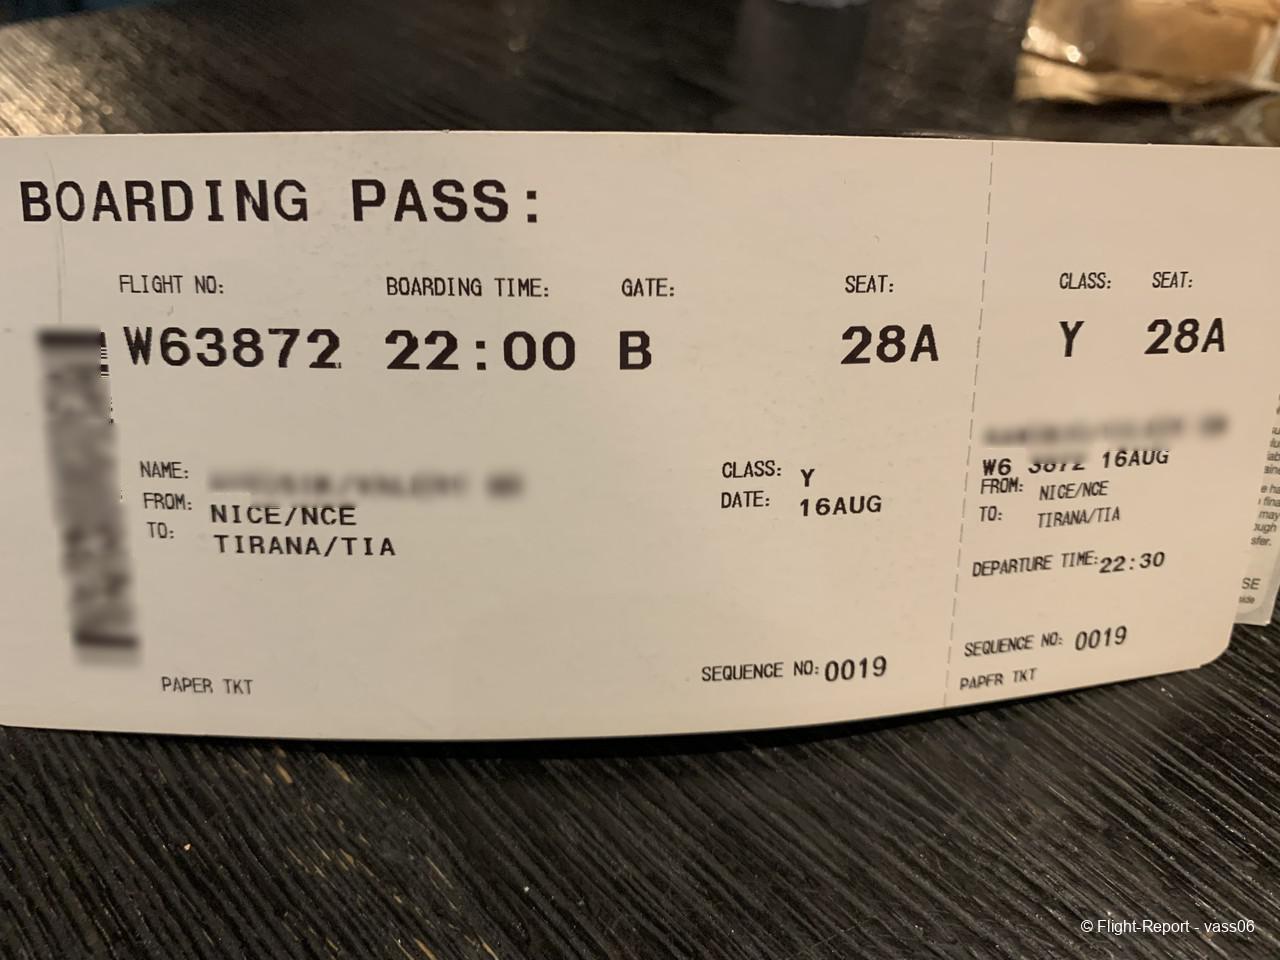 BOARDING PASS:
FLIGHT NO: BOARDING TIME: GATE: SEAT:
W63872 22:00 B 28A
NAME:
FROM: NICE/NCE
TO: TIRANA/TIA
CLASS: Y
DATE: 16AUG
PAPER TKT
SEQUENCE NO: 0019
CLASS: SEAT:
Y 28A
W6 3872 16AUG
FROM: NICE/NCE
TO: TIRANA/TIA
DEPARTURE TIME: 22:30
SEQUENCE NO: 0019
PAPER TKT
© Flight-Report - vass06